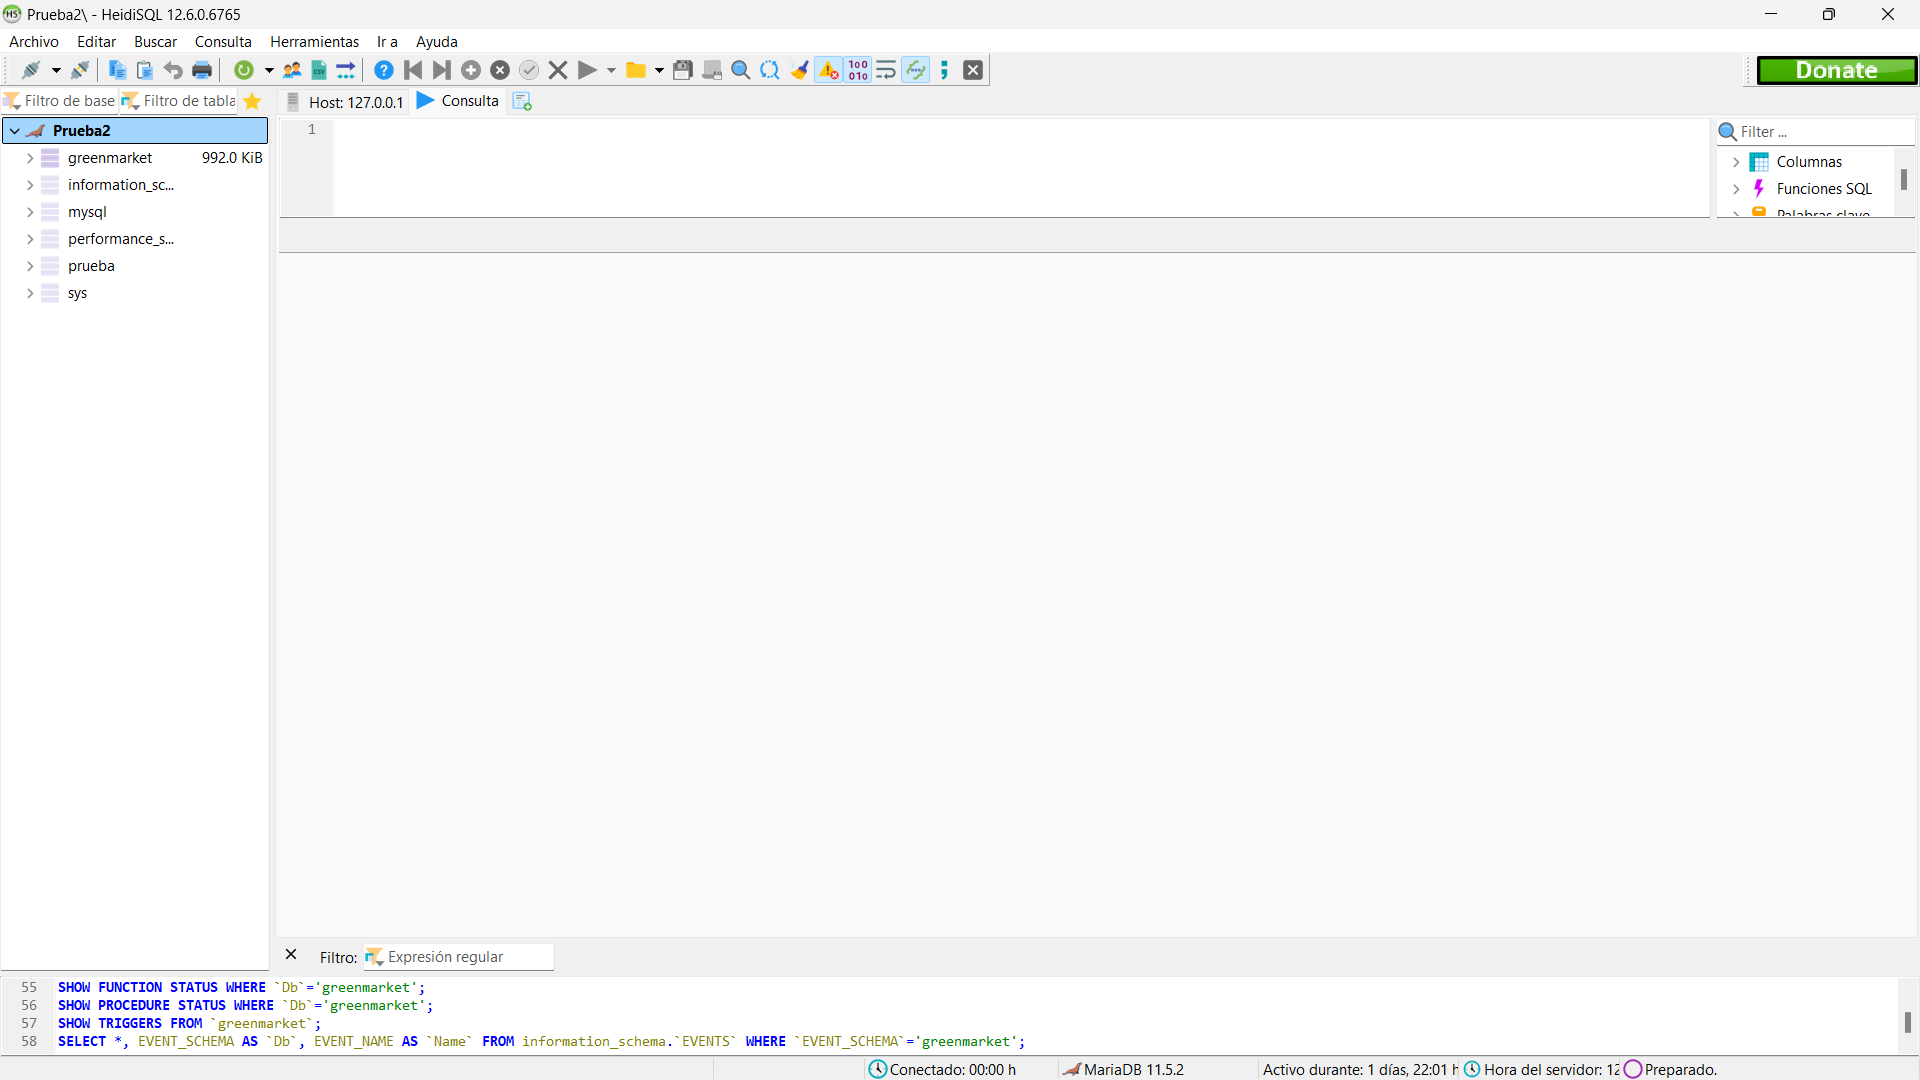 Prueba2\ - HeidiSQL 12.6.0.6765
Archivo Editar Buscar Consulta Herramientas Ir a Ayuda
Donate
Filtro de base Filtro de tabla Host: 127.0.0.1 Consulta
Prueba2
greenmarket 992.0 KiB
information_sc...
mysql
performance_s...
prueba
sys
1
Filter ...
Columnas
Funciones SQL
Palabras clave
Filtro: Expresión regular
55 SHOW FUNCTION STATUS WHERE `Db`='greenmarket';
56 SHOW PROCEDURE STATUS WHERE `Db`='greenmarket';
57 SHOW TRIGGERS FROM `greenmarket`;
58 SELECT *, EVENT_SCHEMA AS `Db`, EVENT_NAME AS `Name` FROM information_schema.`EVENTS` WHERE `EVENT_SCHEMA`='greenmarket';
Conectado: 00:00 h MariaDB 11.5.2 Activo durante: 1 días, 22:01 h Hora del servidor: 12 Preparado.